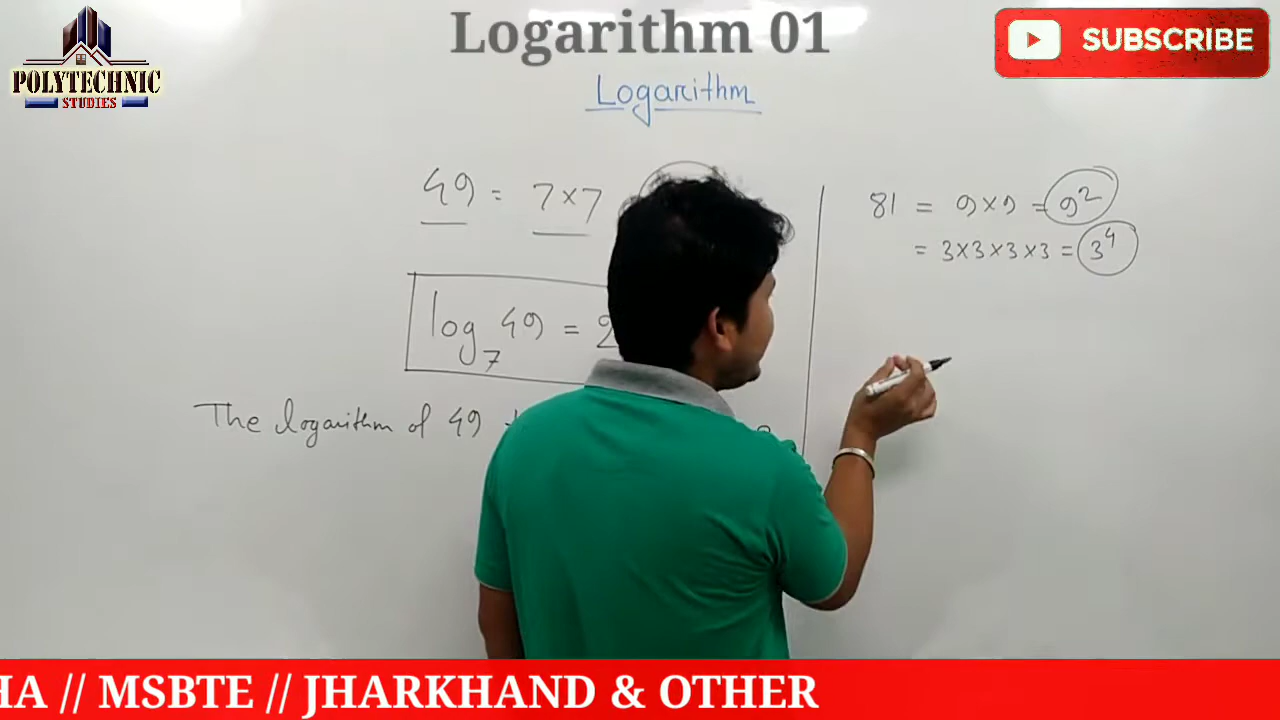 Logarithm 01
POLYTECHNIC
STUDIES
SUBSCRIBE
Logarithm
49 = 7×7
81 = 9×9 = 9²
= 3×3×3×3 = 3⁴
log₇ 49 = 2
The logarithm of 49
HA // MSBTE // JHARKHAND & OTHER